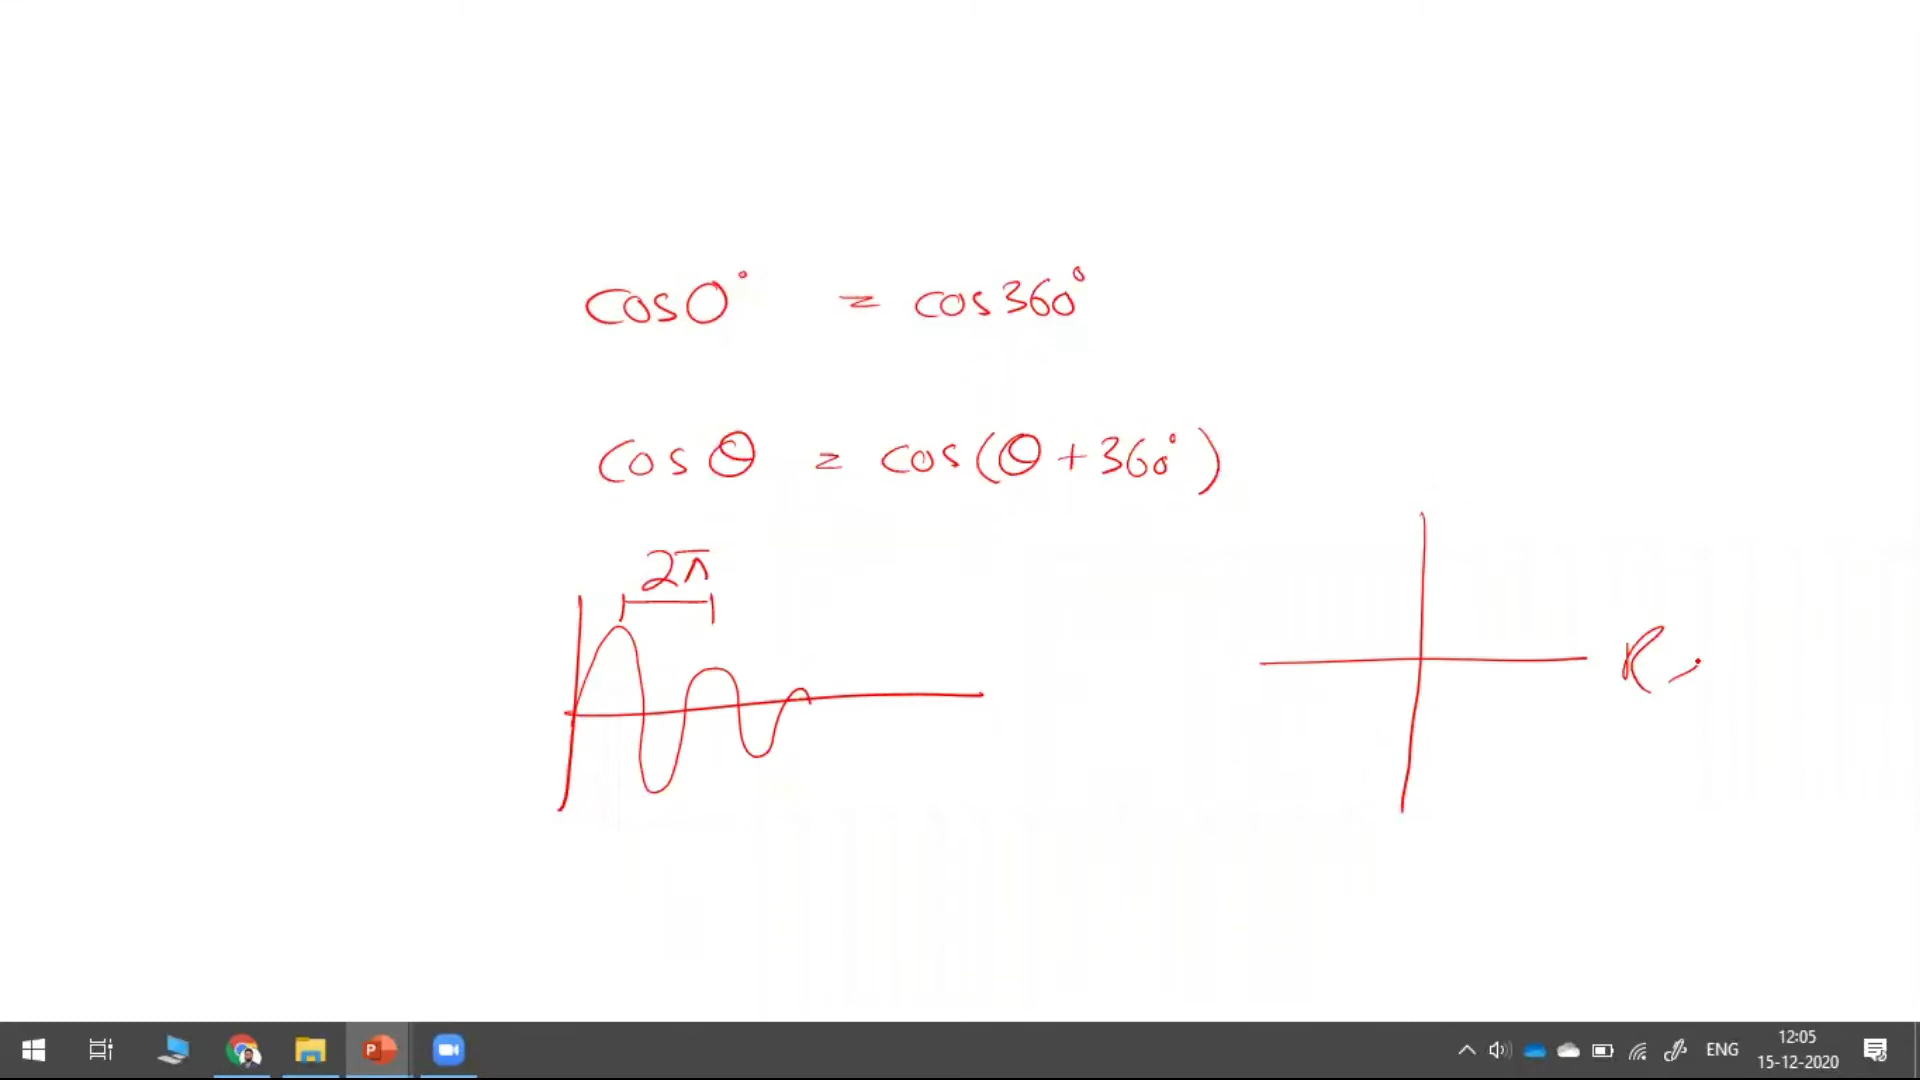 cos0° = cos360°
cosθ = cos(θ+360°)
2π
R
ENG
12:05
15-12-2020